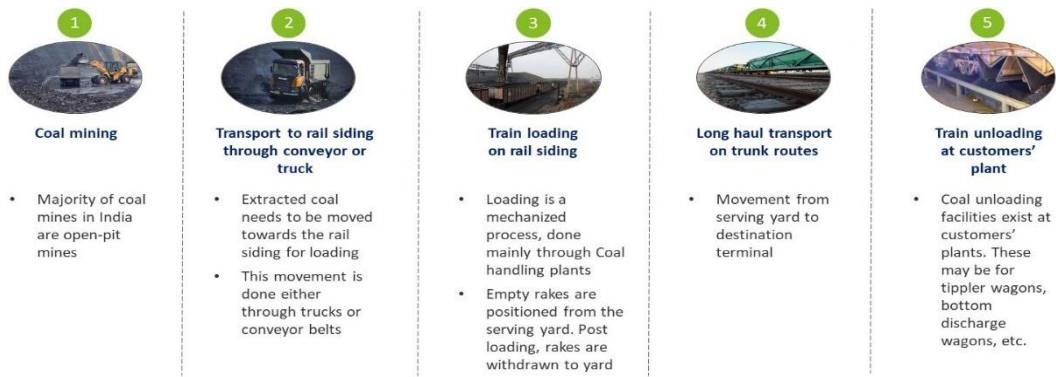 1
Coal mining
• Majority of coal
mines in India
are open-pit
mines
2
Transport to rail siding
through conveyor or
truck
• Extracted coal
needs to be moved
towards the rail
siding for loading
• This movement is
done either
through trucks or
conveyor belts
3
Train loading
on rail siding
• Loading is a
mechanized
process, done
mainly through Coal
handling plants
• Empty rakes are
positioned from the
serving yard. Post
loading, rakes are
withdrawn to yard
4
Long haul transport
on trunk routes
• Movement from
serving yard to
destination
terminal
5
Train unloading
at customers’
plant
• Coal unloading
facilities exist at
customers’
plants. These
may be for
tippler wagons,
bottom
discharge
wagons, etc.